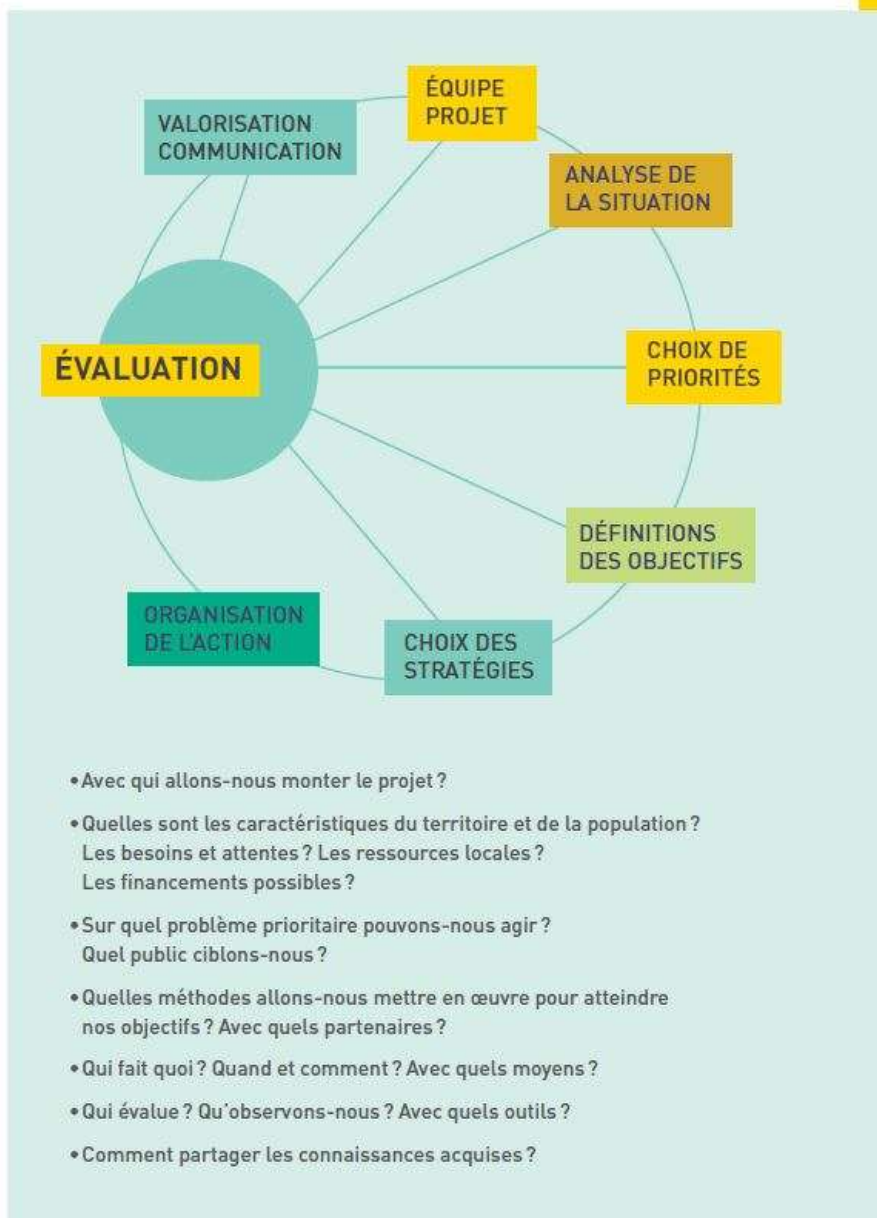 ÉQUIPE
PROJET
VALORISATION
COMMUNICATION
ANALYSE DE
LA SITUATION
CHOIX DE
PRIORITÉS
ÉVALUATION
DÉFINITIONS
DES OBJECTIFS
ORGANISATION
DE L'ACTION
CHOIX DES
STRATÉGIES
•Avec qui allons-nous monter le projet ?
•Quelles sont les caractéristiques du territoire et de la population ?
Les besoins et attentes ? Les ressources locales ?
Les financements possibles ?
•Sur quel problème prioritaire pouvons-nous agir ?
Quel public ciblons-nous ?
•Quelles méthodes allons-nous mettre en œuvre pour atteindre
nos objectifs ? Avec quels partenaires ?
•Qui fait quoi ? Quand et comment ? Avec quels moyens ?
•Qui évalue ? Qu'observons-nous ? Avec quels outils ?
•Comment partager les connaissances acquises ?